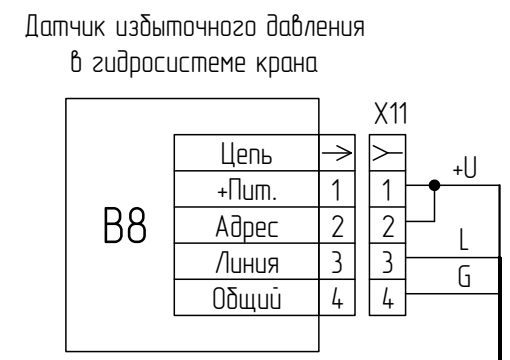 Датчик избыточного давления
в гидросистеме крана
X11
Цепь
+U
+Пит. 1 1
B8
Адрес 2 2
L
Линия 3 3
G
Общий 4 4